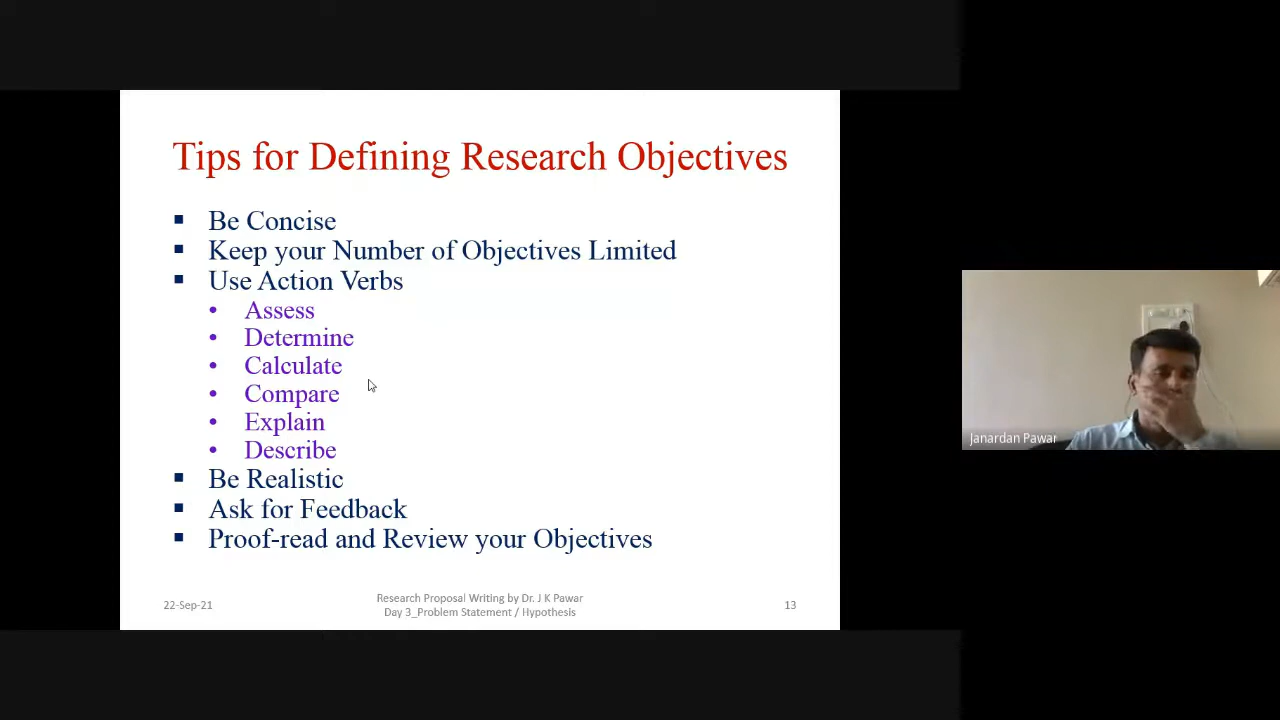 Tips for Defining Research Objectives
▪ Be Concise
▪ Keep your Number of Objectives Limited
▪ Use Action Verbs
• Assess
• Determine
• Calculate
• Compare
• Explain
• Describe
▪ Be Realistic
▪ Ask for Feedback
▪ Proof-read and Review your Objectives
22-Sep-21
Research Proposal Writing by Dr. J K Pawar
Day 3_Problem Statement / Hypothesis
13
Janardan Pawar